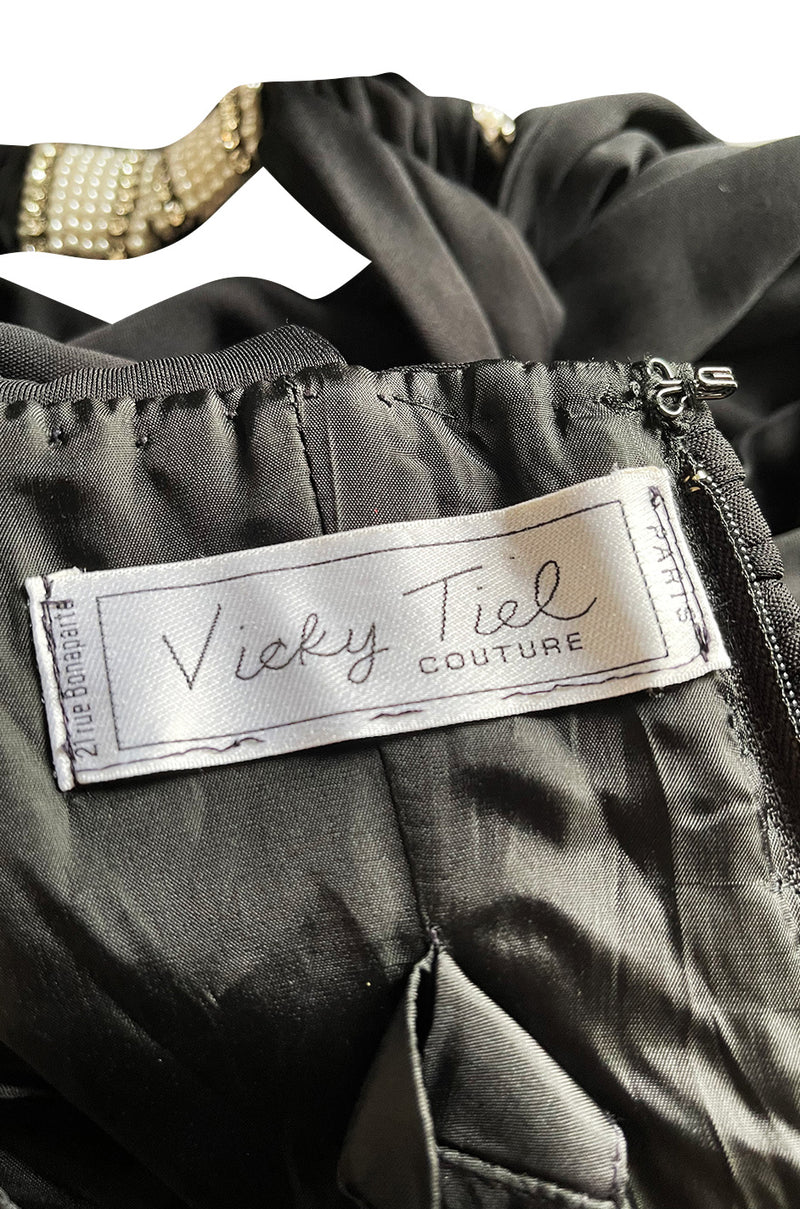 21 rue Bonaparte
Vicky Tiel
COUTURE
PARIS